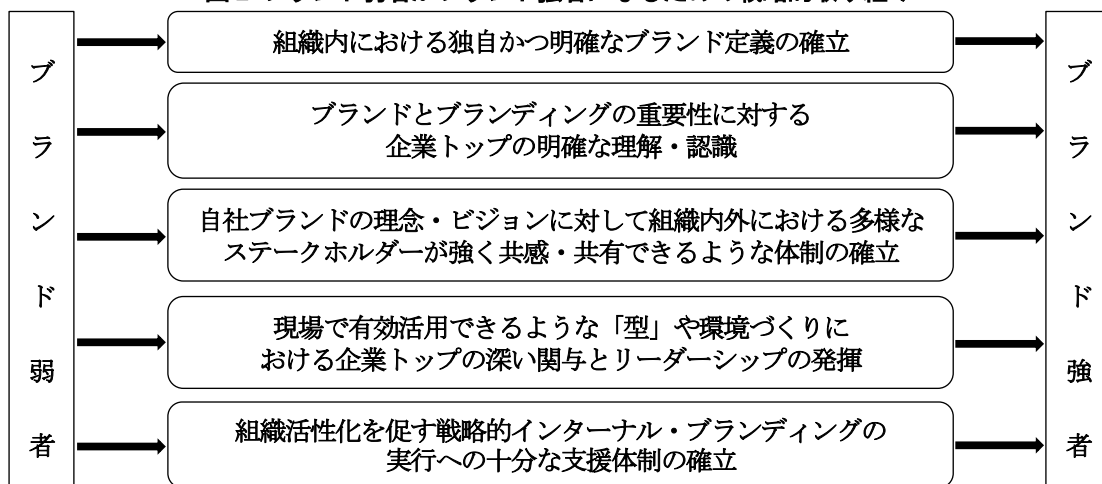 ブランド弱者
組織内における独自かつ明確なブランド定義の確立
ブランドとブランディングの重要性に対する
企業トップの明確な理解・認識
自社ブランドの理念・ビジョンに対して組織内外における多様な
ステークホルダーが強く共感・共有できるような体制の確立
現場で有効活用できるような「型」や環境づくりに
おける企業トップの深い関与とリーダーシップの発揮
組織活性化を促す戦略的インターナル・ブランディングの
実行への十分な支援体制の確立
ブランド強者